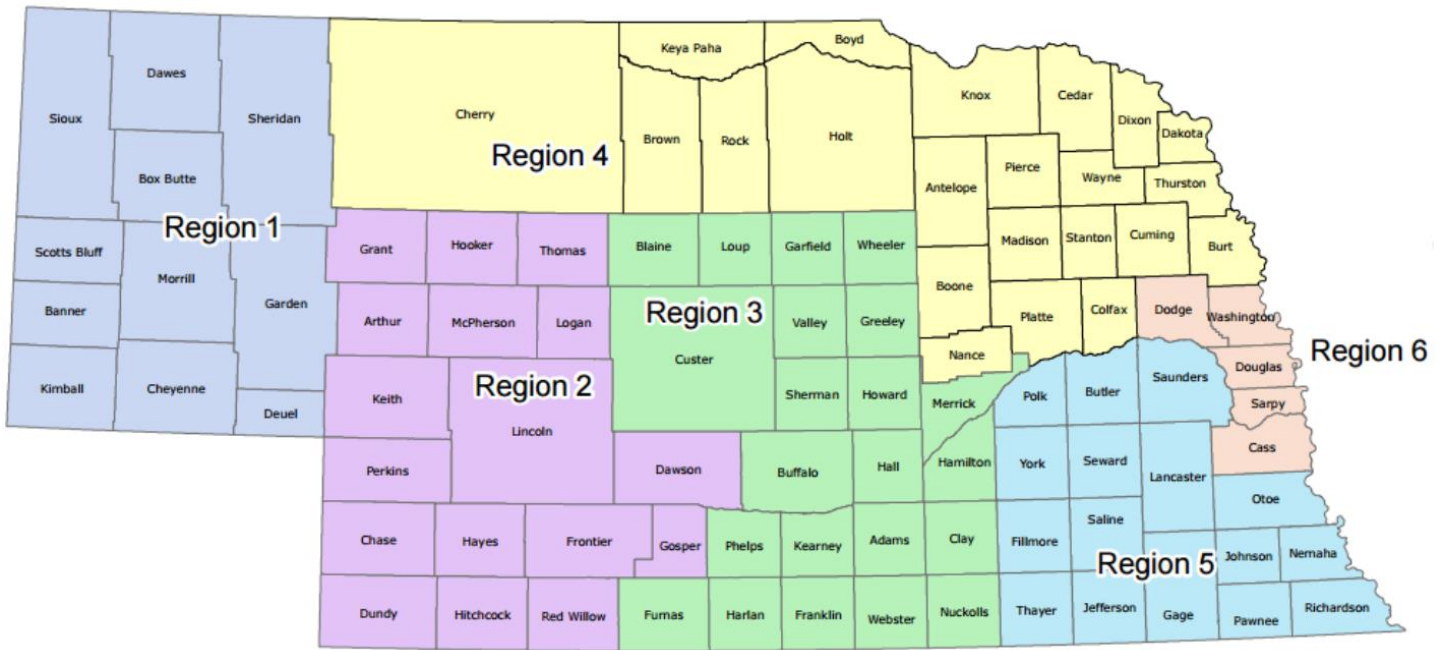 Keya Paha
Boyd
Dawes
Sioux
Sheridan
Cherry
Knox
Cedar
Dixon
Dakota
Brown
Rock
Holt
Region 4
Box Butte
Antelope
Pierce
Wayne
Thurston
Region 1
Scotts Bluff
Morrill
Grant
Hooker
Thomas
Blaine
Loup
Garfield
Wheeler
Madison
Stanton
Cuming
Burt
Banner
Garden
Arthur
McPherson
Logan
Region 3
Custer
Valley
Greeley
Boone
Platte
Colfax
Dodge
Washington
Region 6
Nance
Douglas
Kimball
Cheyenne
Deuel
Keith
Region 2
Lincoln
Sherman
Howard
Merrick
Polk
Butler
Saunders
Sarpy
Cass
Perkins
Dawson
Buffalo
Hall
Hamilton
York
Seward
Lancaster
Otoe
Chase
Hayes
Frontier
Gosper
Phelps
Kearney
Adams
Clay
Fillmore
Saline
Region 5
Johnson
Nemaha
Dundy
Hitchcock
Red Willow
Furnas
Harlan
Franklin
Webster
Nuckolls
Thayer
Jefferson
Gage
Pawnee
Richardson